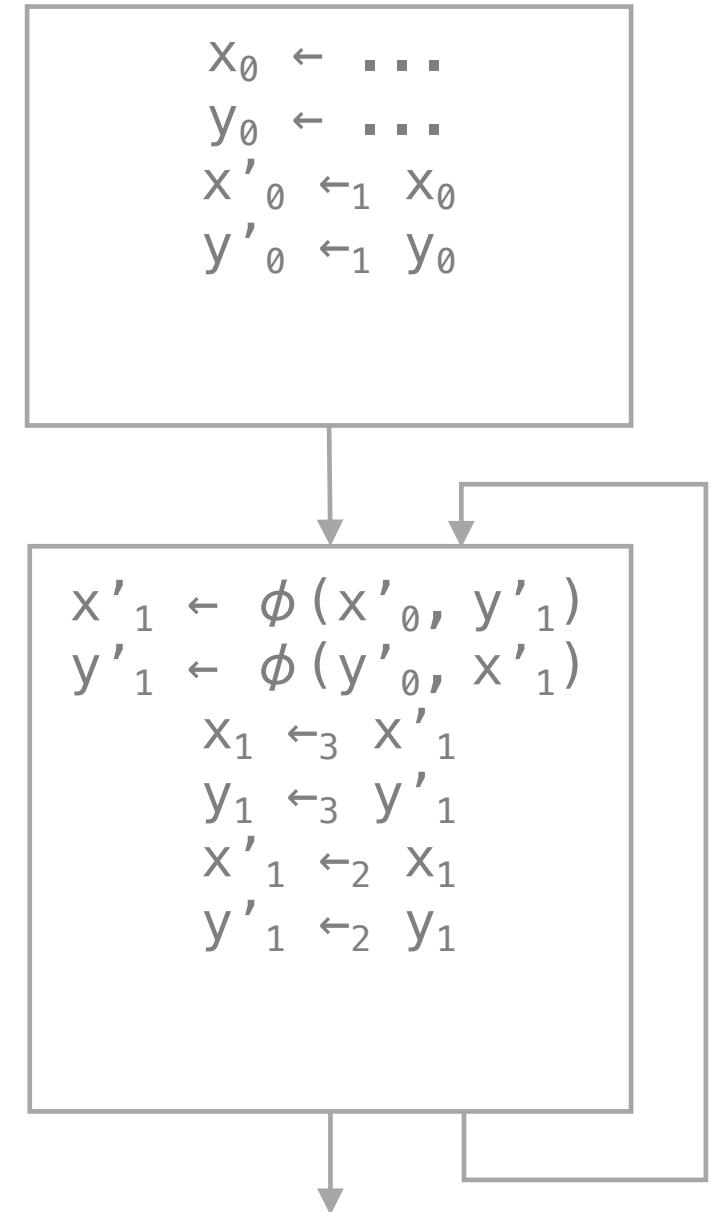 x₀ ← ...
y₀ ← ...
x’₀ ←₁ x₀
y’₀ ←₁ y₀
x’₁ ← ϕ(x’₀, y’₁)
y’₁ ← ϕ(y’₀, x’₁)
x₁ ←₃ x’₁
y₁ ←₃ y’₁
x’₁ ←₂ x₁
y’₁ ←₂ y₁